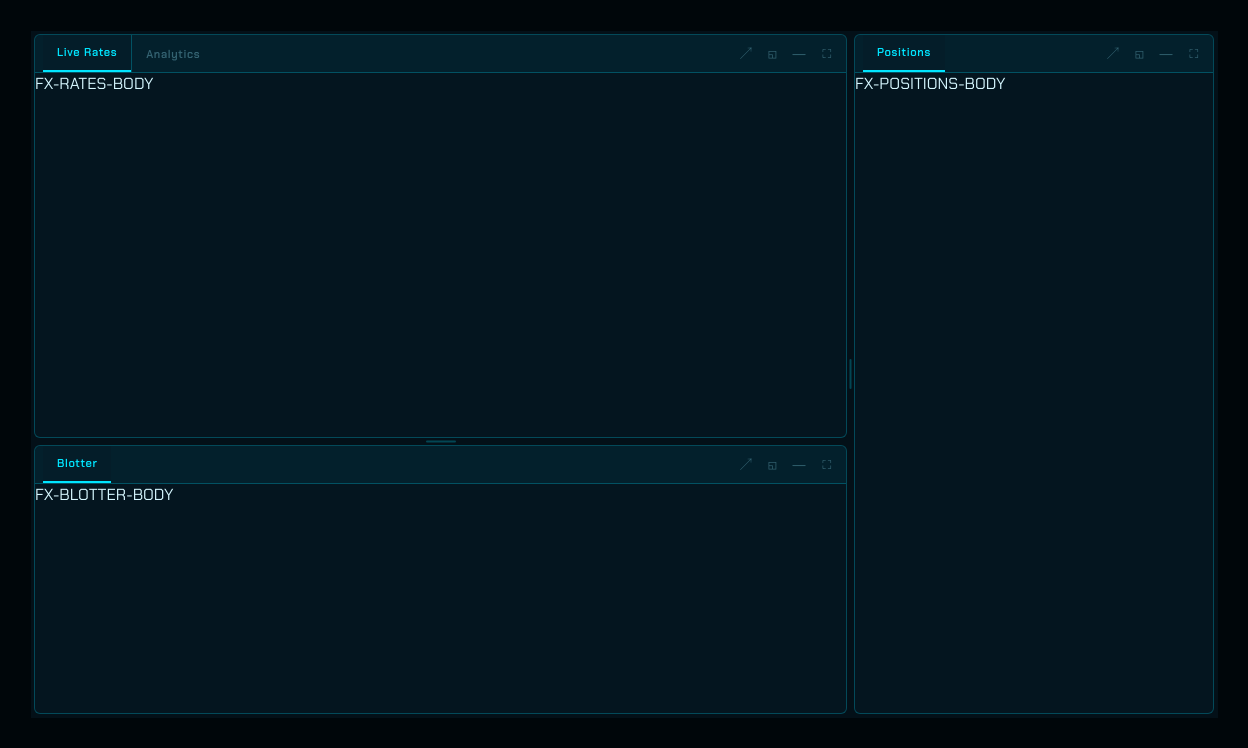 Live Rates
Analytics
FX-RATES-BODY
Blotter
FX-BLOTTER-BODY
Positions
FX-POSITIONS-BODY